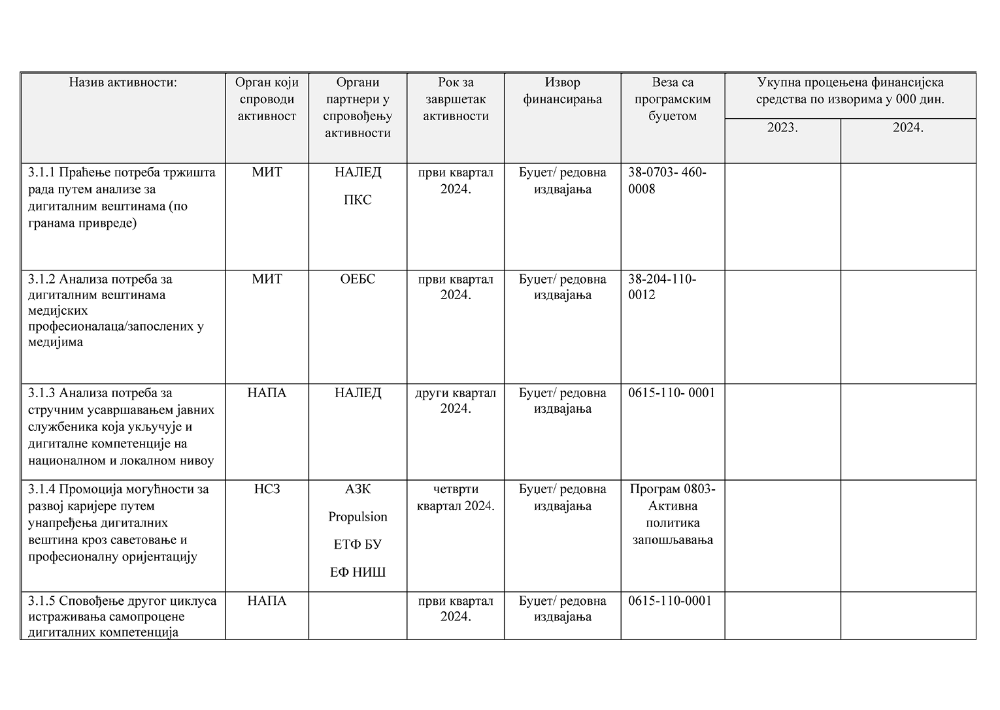 Назив активности:
Орган који
спроводи
активност
Органи
партнери у
спровођењу
активности
Рок за
завршетак
активности
Извор
финансирања
Веза са
програмским
буџетом
Укупна процењена финансијска
средства по изворима у 000 дин.
2023.
2024.
3.1.1 Праћење потреба тржишта
рада путем анализе за
дигиталним вештинама (по
гранама привреде)
МИТ
НАЛЕД
ПКС
први квартал
2024.
Буџет/ редовна
издвајања
38-0703- 460-
0008
3.1.2 Анализа потреба за
дигиталним вештинама
медијских
професионалаца/запослених у
медијима
МИТ
ОЕБС
први квартал
2024.
Буџет/ редовна
издвајања
38-204-110-
0012
3.1.3 Анализа потреба за
стручним усавршавањем јавних
службеника која укључује и
дигиталне компетенције на
националном и локалном нивоу
НАПА
НАЛЕД
други квартал
2024.
Буџет/ редовна
издвајања
0615-110- 0001
3.1.4 Промоција могућности за
развој каријере путем
унапређења дигиталних
вештина кроз саветовање и
професионалну оријентацију
НСЗ
АЗК
Propulsion
ЕТФ БУ
ЕФ НИШ
четврти
квартал 2024.
Буџет/ редовна
издвајања
Програм 0803-
Активна
политика
запошљавања
3.1.5 Сповођење другог циклуса
истраживања самопроцене
дигиталних компетенција
НАПА
први квартал
2024.
Буџет/ редовна
издвајања
0615-110-0001